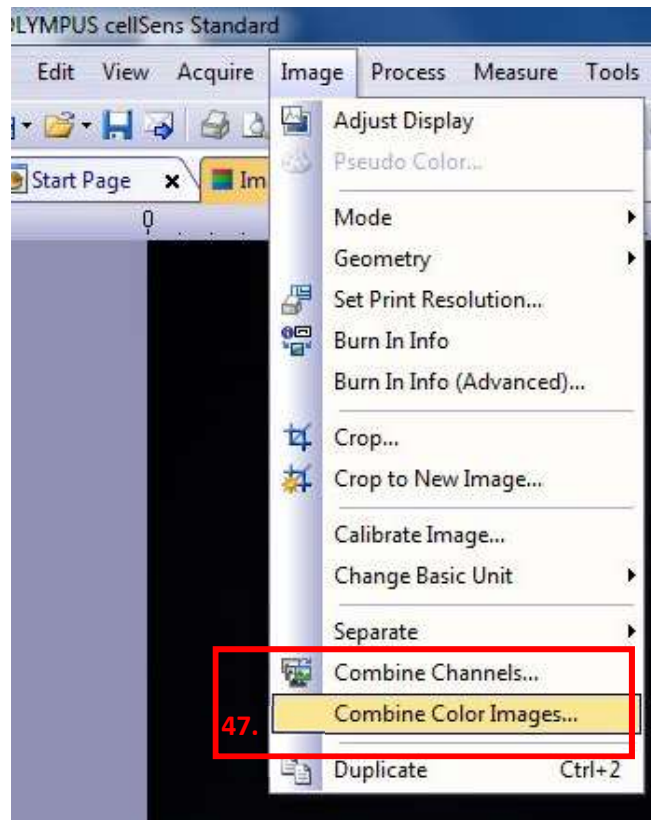 OLYMPUS cellSens Standard
Edit View Acquire Image Process Measure Tools
Start Page Im
0
Adjust Display
Pseudo Color...
Mode
Geometry
Set Print Resolution...
Burn In Info
Burn In Info (Advanced)...
Crop...
Crop to New Image...
Calibrate Image...
Change Basic Unit
Separate
Combine Channels...
47. Combine Color Images...
Duplicate Ctrl+2